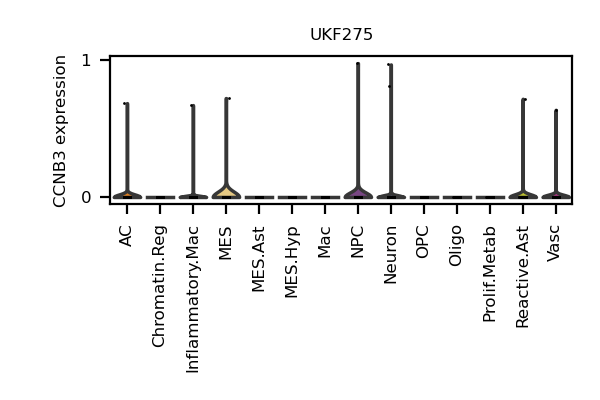 UKF275
CCNB3 expression
1
0
AC
Chromatin.Reg
Inflammatory.Mac
MES
MES.Ast
MES.Hyp
Mac
NPC
Neuron
OPC
Oligo
Prolif.Metab
Reactive.Ast
Vasc